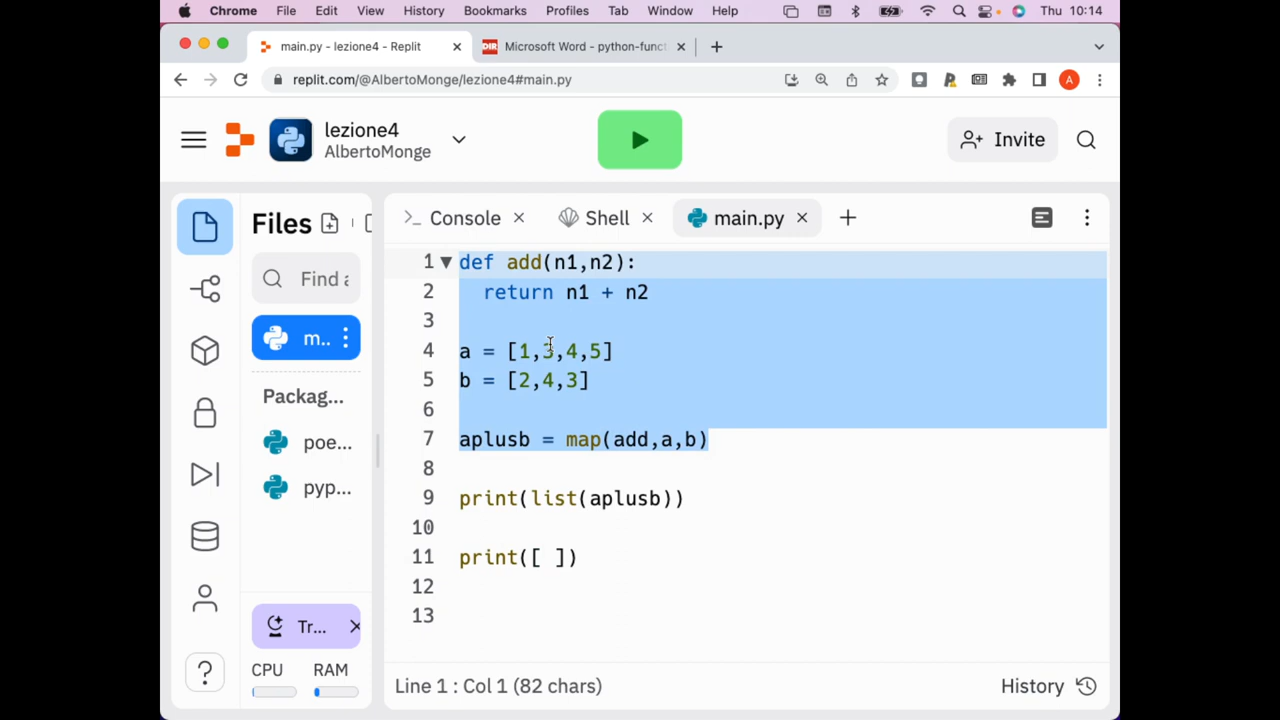 Chrome File Edit View History Bookmarks Profiles Tab Window Help Thu 10:14
main.py - lezione4 - Replit
DIR Microsoft Word - python-funct
replit.com/@AlbertoMonge/lezione4#main.py
A
lezione4
AlbertoMonge
Invite
Files
Find a
m..
Packag...
poe...
pyp...
Tr...
CPU RAM
Console
Shell
main.py
1 def add(n1,n2):
2 return n1 + n2
3
4 a = [1,3,4,5]
5 b = [2,4,3]
6
7 aplusb = map(add,a,b)
8
9 print(list(aplusb))
10
11 print([ ])
12
13
Line 1 : Col 1 (82 chars)
History